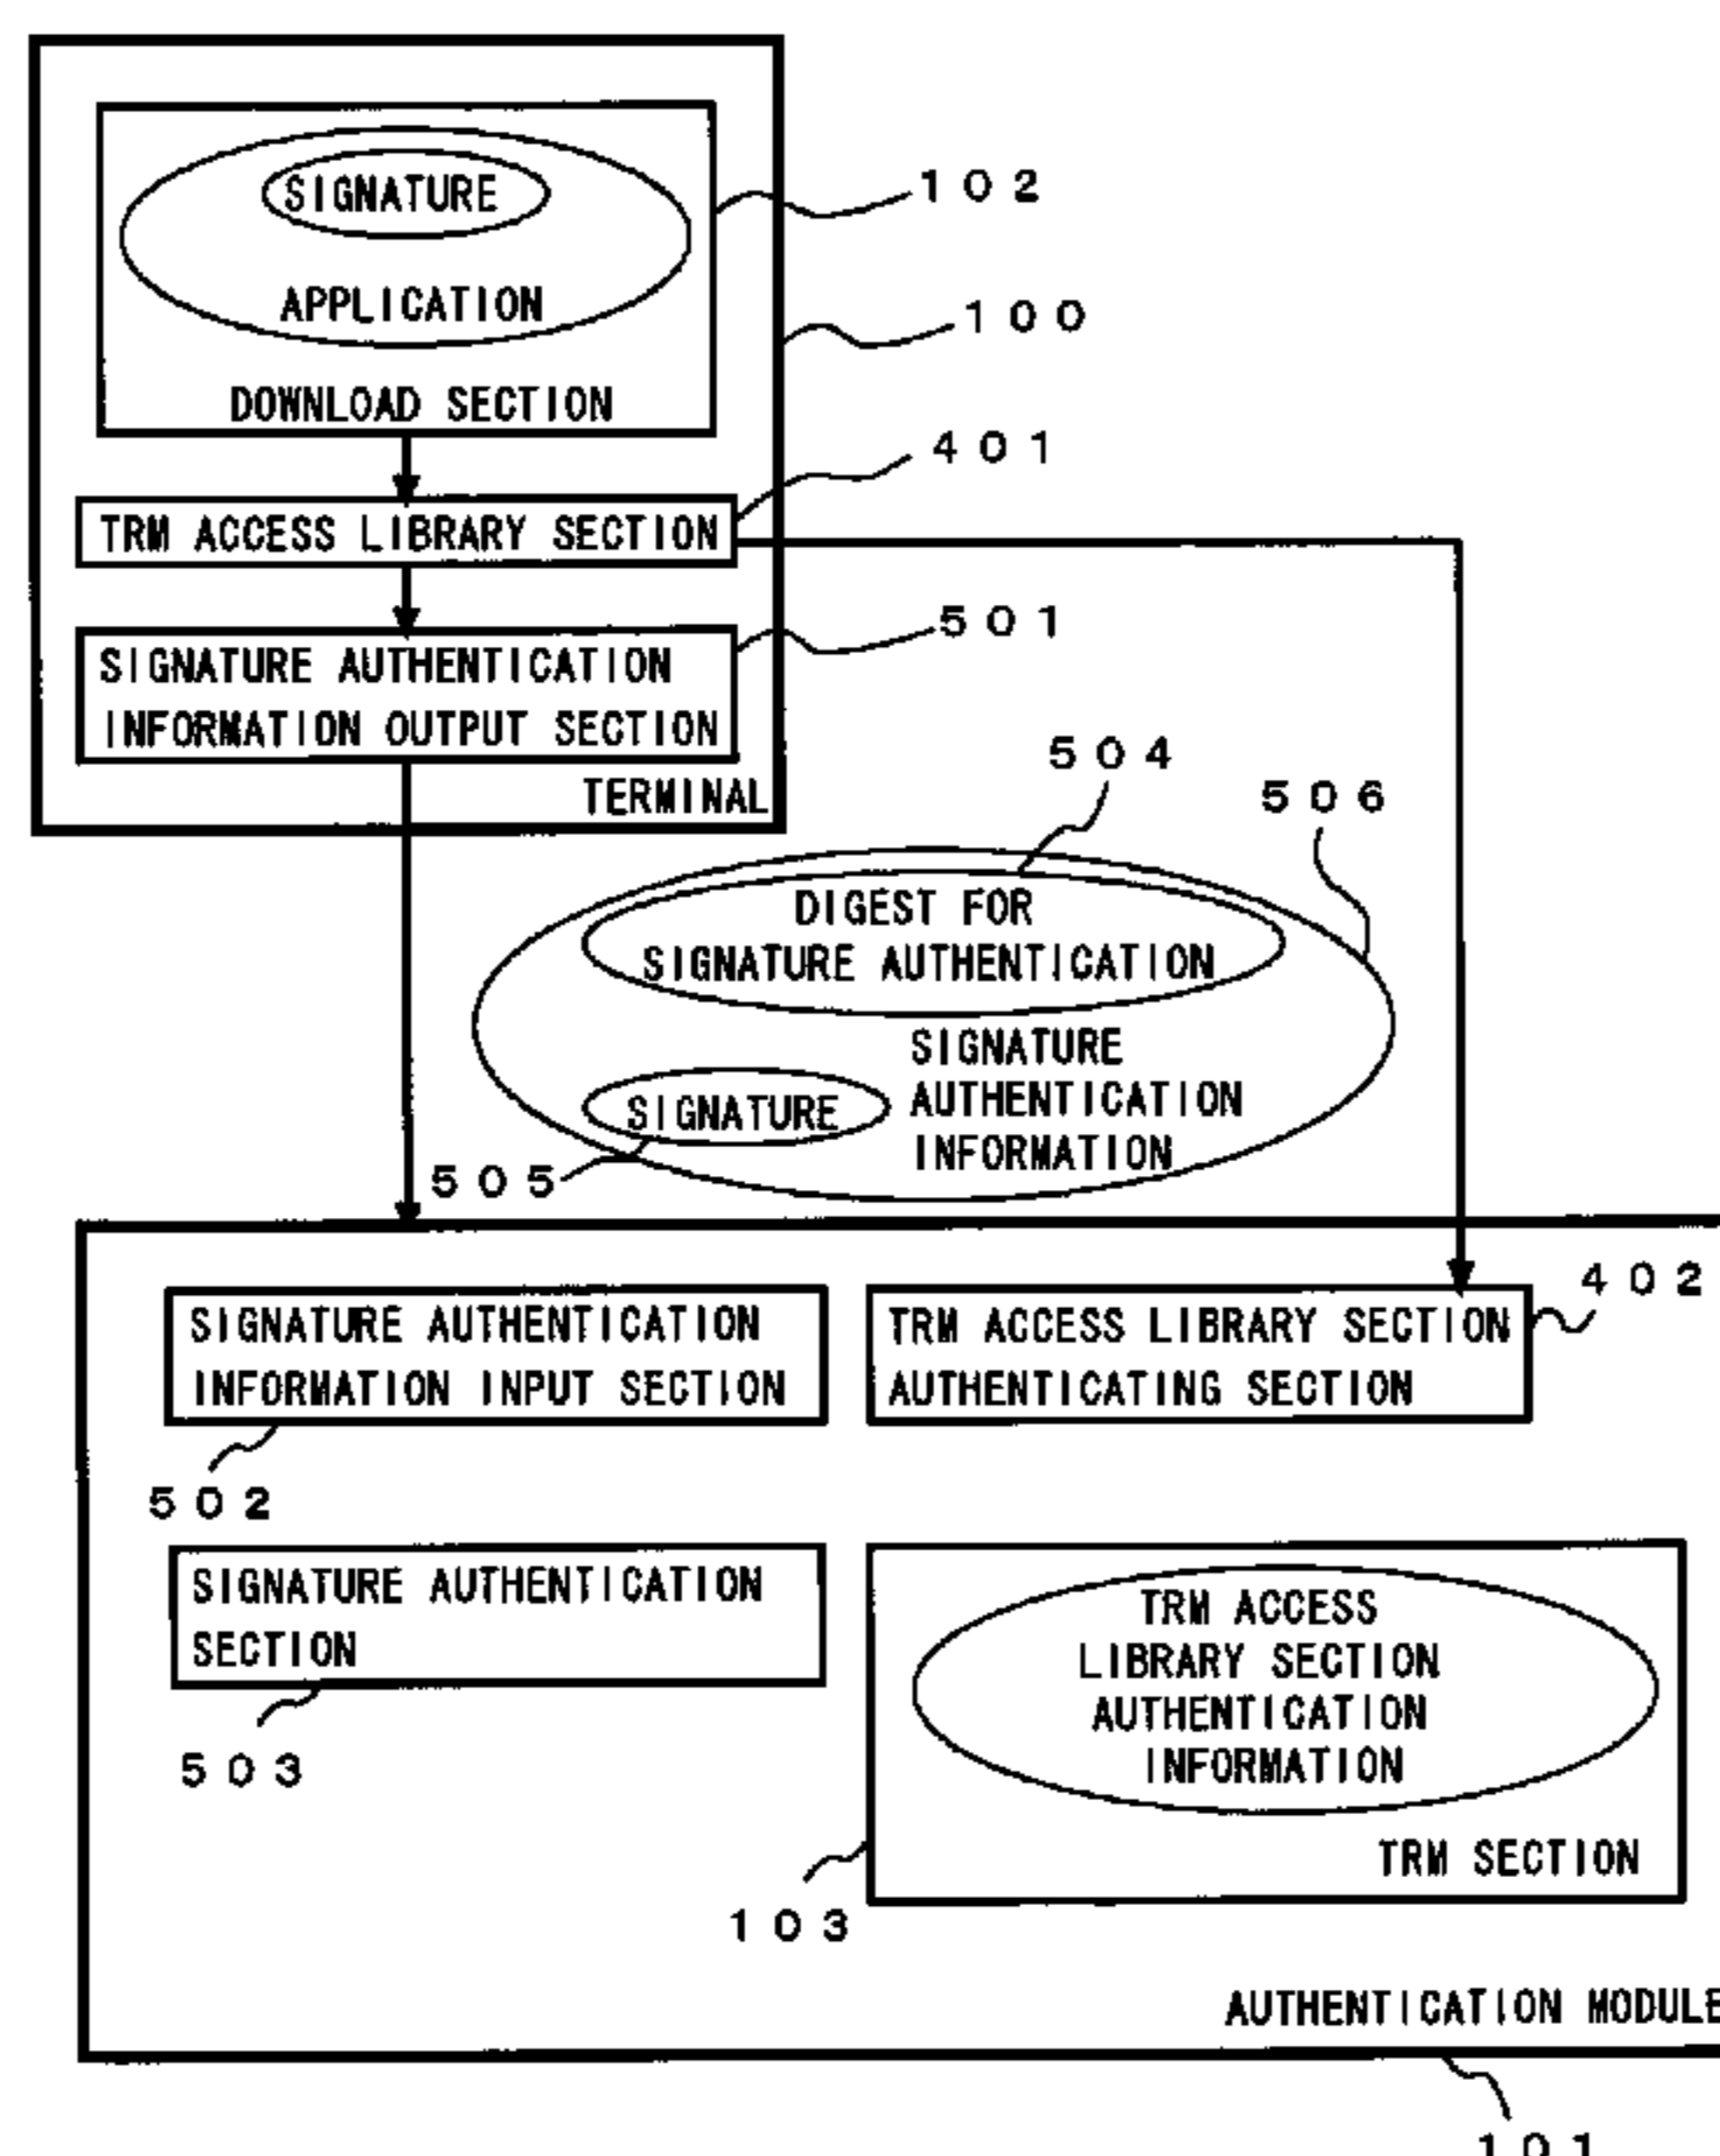 SIGNATURE
102
APPLICATION
100
DOWNLOAD SECTION
401
TRM ACCESS LIBRARY SECTION
501
SIGNATURE AUTHENTICATION
INFORMATION OUTPUT SECTION
TERMINAL
504
506
DIGEST FOR
SIGNATURE AUTHENTICATION
SIGNATURE
AUTHENTICATION
INFORMATION
SIGNATURE
505
402
SIGNATURE AUTHENTICATION
INFORMATION INPUT SECTION
TRM ACCESS LIBRARY SECTION
AUTHENTICATING SECTION
502
SIGNATURE AUTHENTICATION
SECTION
503
TRM ACCESS
LIBRARY SECTION
AUTHENTICATION
INFORMATION
TRM SECTION
103
AUTHENTICATION MODULE
101